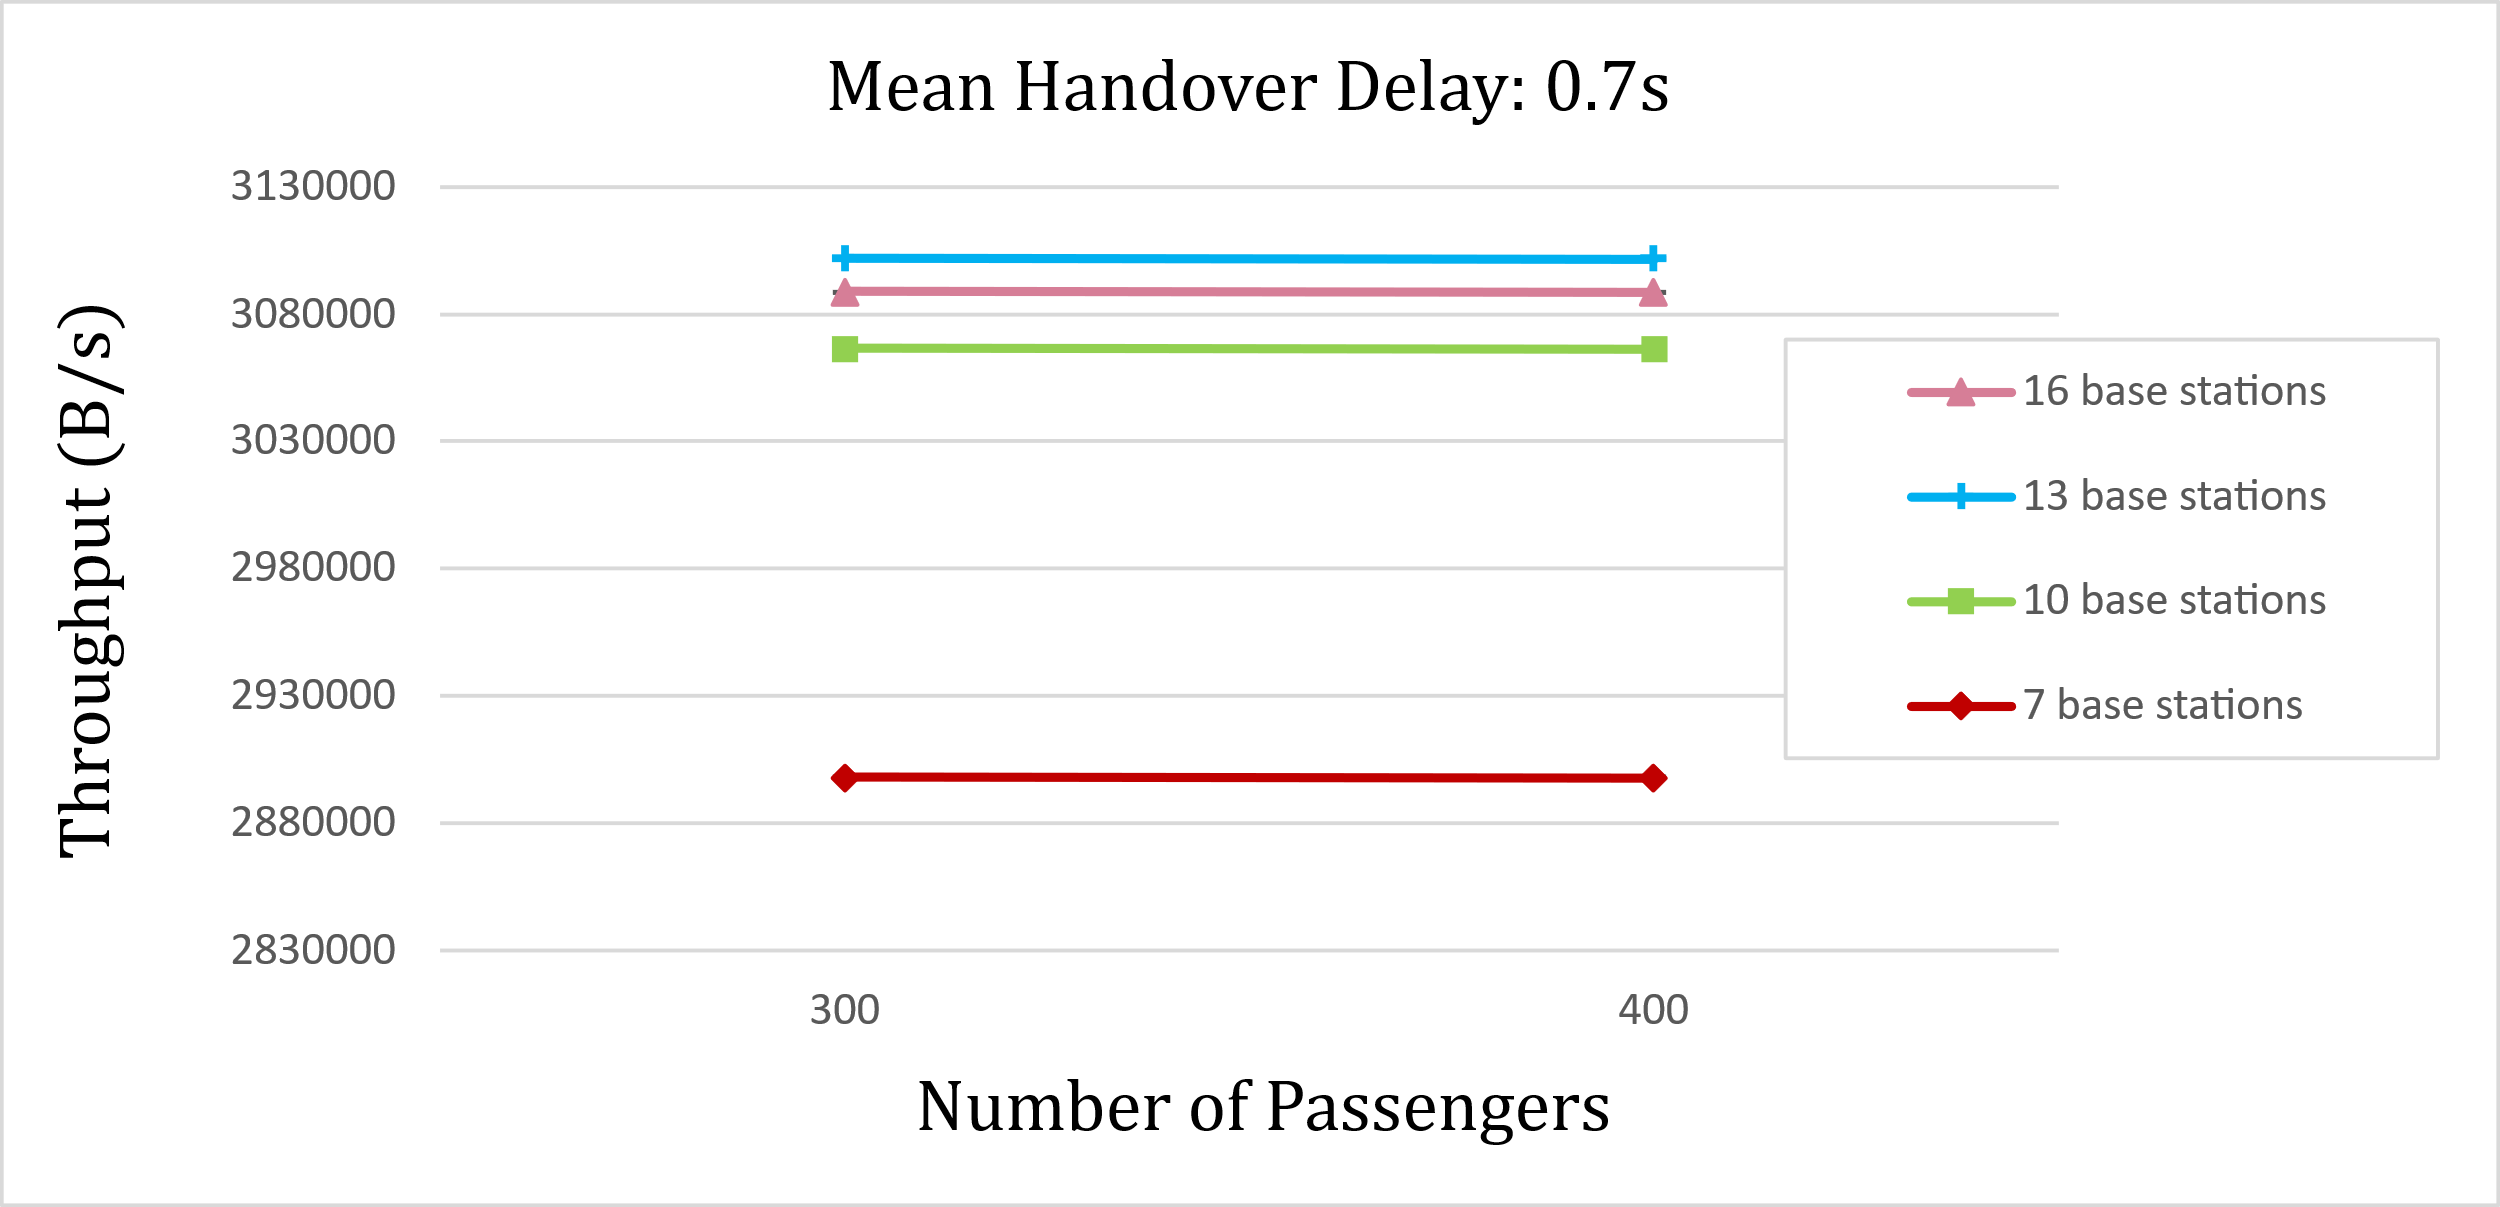 Mean Handover Delay: 0.7s
3130000
3080000
3030000
2980000
2930000
2880000
2830000
Throughput (B/s)
16 base stations
13 base stations
10 base stations
7 base stations
300 400
Number of Passengers